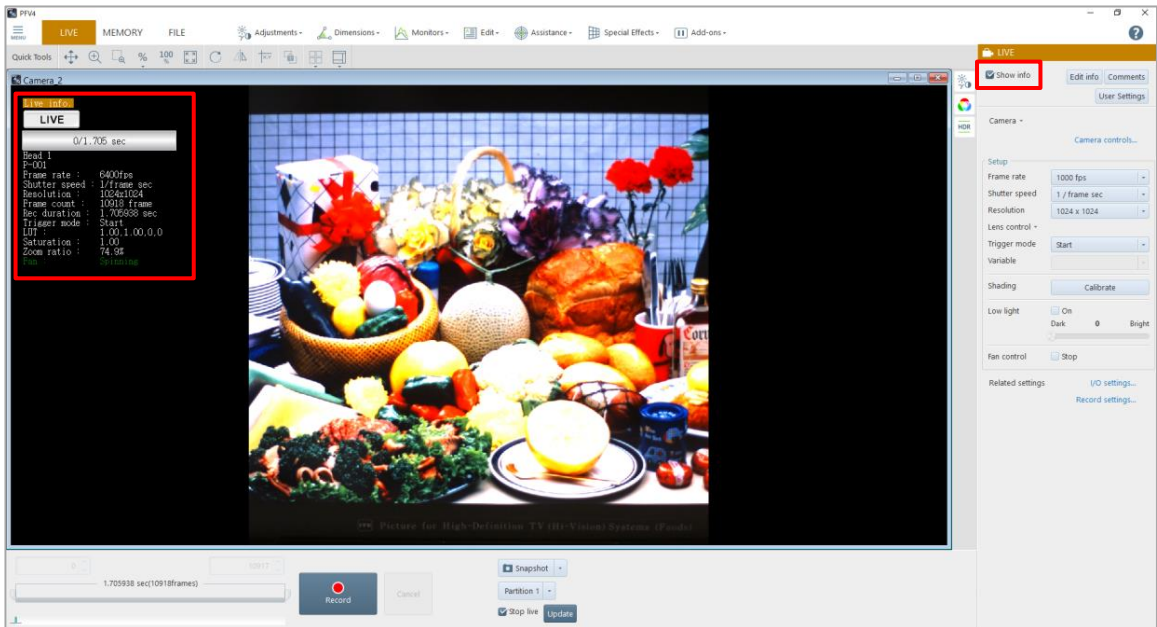 PFV4
MENU
LIVE MEMORY FILE Adjustments Dimensions Monitors Edit Assistance Special Effects Add-ons
Quick Tools % 100 %
Camera_2
Live info.
LIVE
0/1.705 sec
Head 1
P-001
Frame rate : 6400fps
Shutter speed : 1/frame sec
Resolution : 1024x1024
Frame count : 10918 frame
Rec duration : 1.705938 sec
Trigger mode : Start
LUT : 1.00,1.00,0,0
Saturation : 1.00
Zoom ratio : 74.9%
Fan : Spinning
Corn
Picture for High-Definition TV (Hi-Vision) Systems (Foods)
HDR
LIVE
Show info Edit info Comments
User Settings
Camera
Camera controls...
Setup
Frame rate 1000 fps
Shutter speed 1 / frame sec
Resolution 1024 x 1024
Lens control
Trigger mode Start
Variable
Shading Calibrate
Low light On
Dark 0 Bright
Fan control Stop
Related settings I/O settings...
Record settings...
0 10917
1.705938 sec(10918frames)
Record
Cancel
Snapshot
Partition 1
Stop live Update